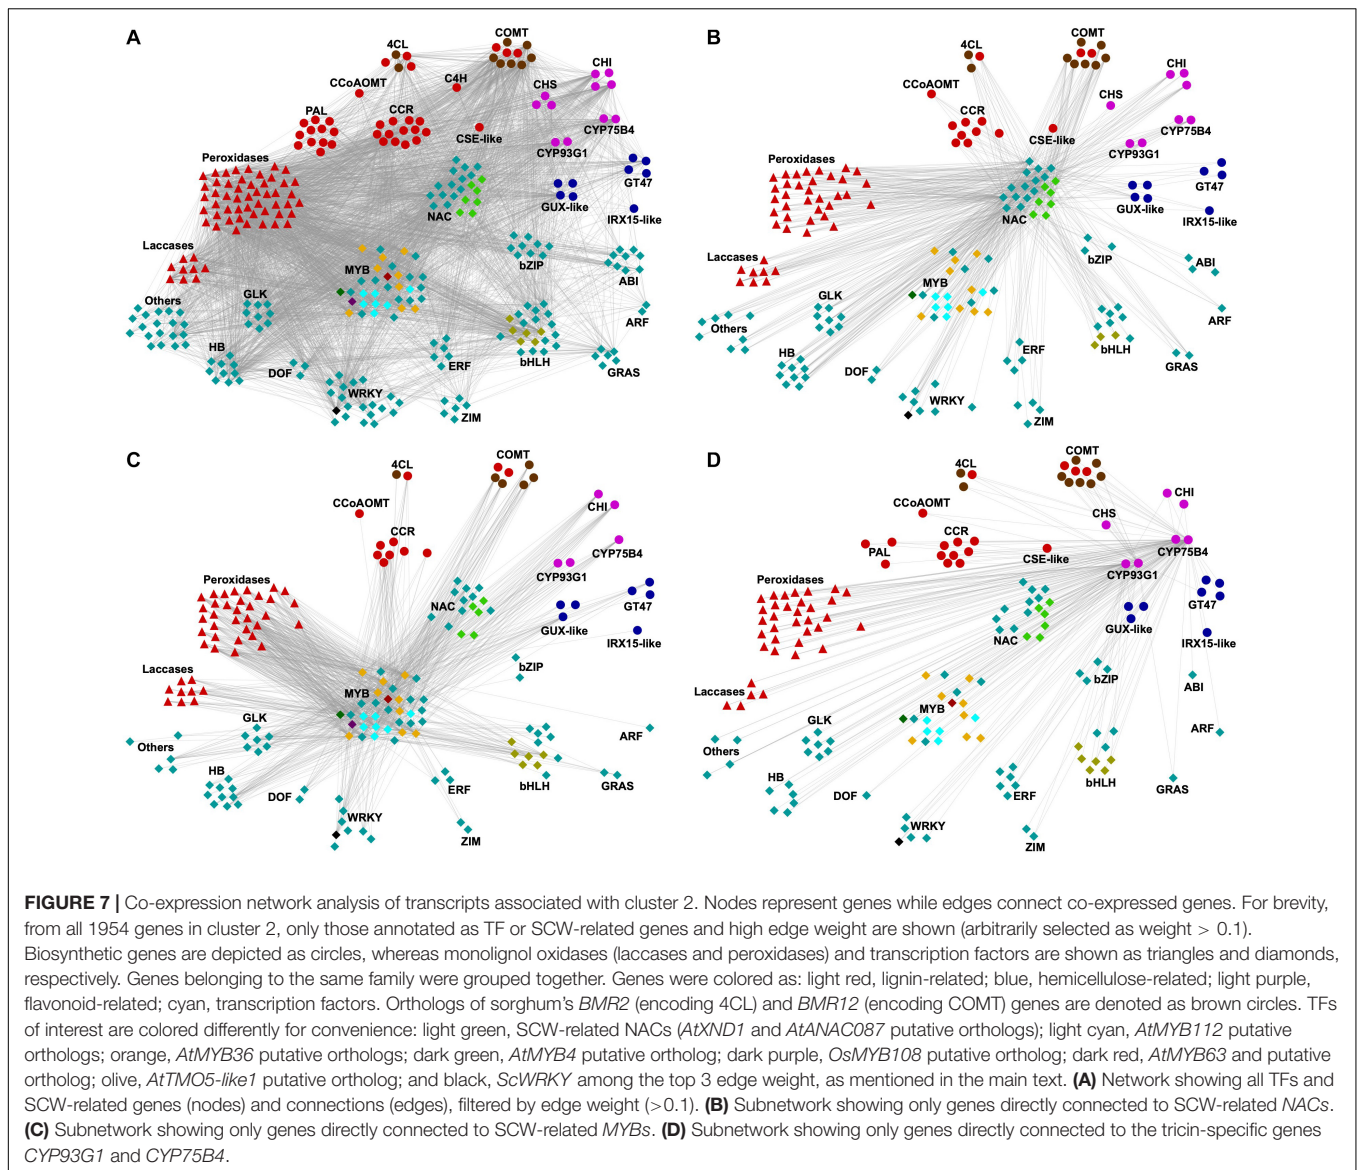 A
4CL
COMT
CCoAOMT
C4H
CHS
CHI
PAL
CCR
CSE-like
CYP75B4
CYP93G1
Peroxidases
GT47
NAC
GUX-like
IRX15-like
Laccases
MYB
bZIP
ABI
Others
GLK
ARF
HB
DOF
ERF
bHLH
GRAS
WRKY
ZIM
B
4CL
COMT
CHI
CCoAOMT
CHS
CCR
CSE-like
CYP75B4
CYP93G1
Peroxidases
GT47
NAC
GUX-like
IRX15-like
Laccases
bZIP
ABI
MYB
GLK
ARF
Others
HB
DOF
ERF
bHLH
GRAS
WRKY
ZIM
C
4CL
COMT
CCoAOMT
CHI
CCR
CYP75B4
CYP93G1
Peroxidases
NAC
GT47
GUX-like
IRX15-like
Laccases
bZIP
MYB
GLK
ARF
Others
HB
DOF
ERF
bHLH
GRAS
WRKY
ZIM
D
COMT
4CL
CHI
CCoAOMT
CHS
CCR
PAL
CSE-like
CYP75B4
CYP93G1
Peroxidases
GT47
NAC
GUX-like
IRX15-like
Laccases
bZIP
ABI
MYB
GLK
ARF
Others
HB
DOF
ERF
bHLH
GRAS
WRKY
ZIM
FIGURE 7 | Co-expression network analysis of transcripts associated with cluster 2. Nodes represent genes while edges connect co-expressed genes. For brevity,
from all 1954 genes in cluster 2, only those annotated as TF or SCW-related genes and high edge weight are shown (arbitrarily selected as weight > 0.1).
Biosynthetic genes are depicted as circles, whereas monolignol oxidases (laccases and peroxidases) and transcription factors are shown as triangles and diamonds,
respectively. Genes belonging to the same family were grouped together. Genes were colored as: light red, lignin-related; blue, hemicellulose-related; light purple,
flavonoid-related; cyan, transcription factors. Orthologs of sorghum's BMR2 (encoding 4CL) and BMR12 (encoding COMT) genes are denoted as brown circles. TFs
of interest are colored differently for convenience: light green, SCW-related NACs (AtXND1 and AtANAC087 putative orthologs); light cyan, AtMYB112 putative
orthologs; orange, AtMYB36 putative orthologs; dark green, AtMYB4 putative ortholog; dark purple, OsMYB108 putative ortholog; dark red, AtMYB63 and putative
ortholog; olive, AtTMO5-like1 putative ortholog; and black, ScWRKY among the top 3 edge weight, as mentioned in the main text. (A) Network showing all TFs and
SCW-related genes (nodes) and connections (edges), filtered by edge weight (>0.1). (B) Subnetwork showing only genes directly connected to SCW-related NACs.
(C) Subnetwork showing only genes directly connected to SCW-related MYBs. (D) Subnetwork showing only genes directly connected to the tricin-specific genes
CYP93G1 and CYP75B4.